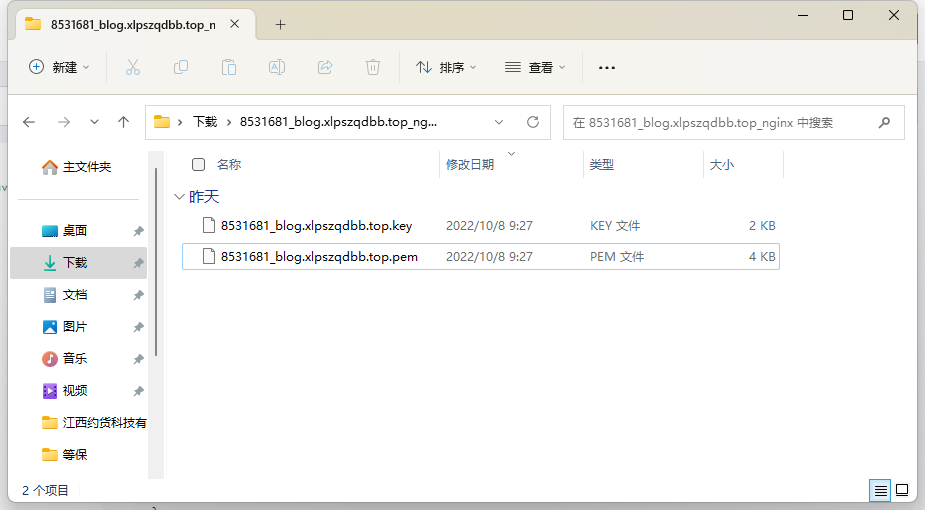 8531681_blog.xlpszqdbb.top_n
新建
排序
查看
下载
8531681_blog.xlpszqdbb.top_ng...
在 8531681_blog.xlpszqdbb.top_nginx 中搜索
主文件夹
桌面
下载
文档
图片
音乐
视频
江西约货科技有
等保
名称 修改日期 类型 大小
昨天
8531681_blog.xlpszqdbb.top.key 2022/10/8 9:27 KEY 文件 2 KB
8531681_blog.xlpszqdbb.top.pem 2022/10/8 9:27 PEM 文件 4 KB
2 个项目